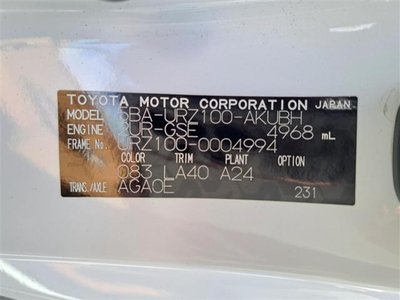 TOYOTA MOTOR CORPORATION JAPAN
MODEL DBA-URZ100-AKUBH
ENGINE 2UR-GSE 4968 mL
FRAME No. URZ100-0004994
COLOR TRIM PLANT OPTION
083 LA40 A24
TRANS./AXLE AGA0E 231